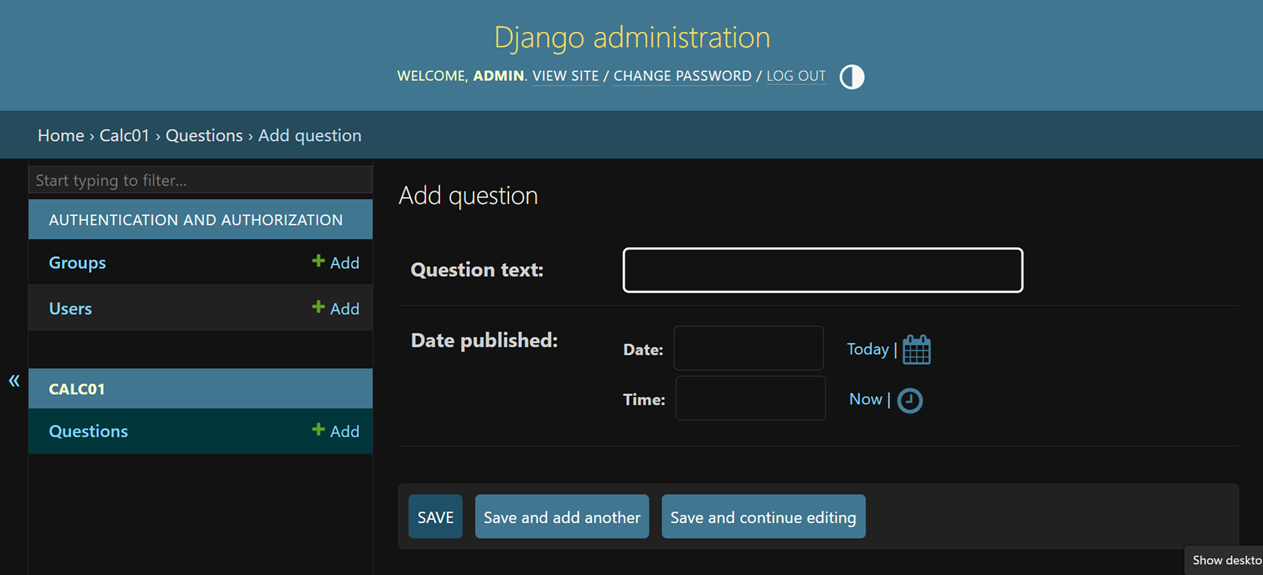 Django administration
WELCOME, ADMIN. VIEW SITE / CHANGE PASSWORD / LOG OUT
Home › Calc01 › Questions › Add question
Start typing to filter...
AUTHENTICATION AND AUTHORIZATION
Groups + Add
Users + Add
«
CALC01
Questions + Add
Add question
Question text:
Date published:
Date: Today |
Time: Now |
SAVE Save and add another Save and continue editing
Show deskto